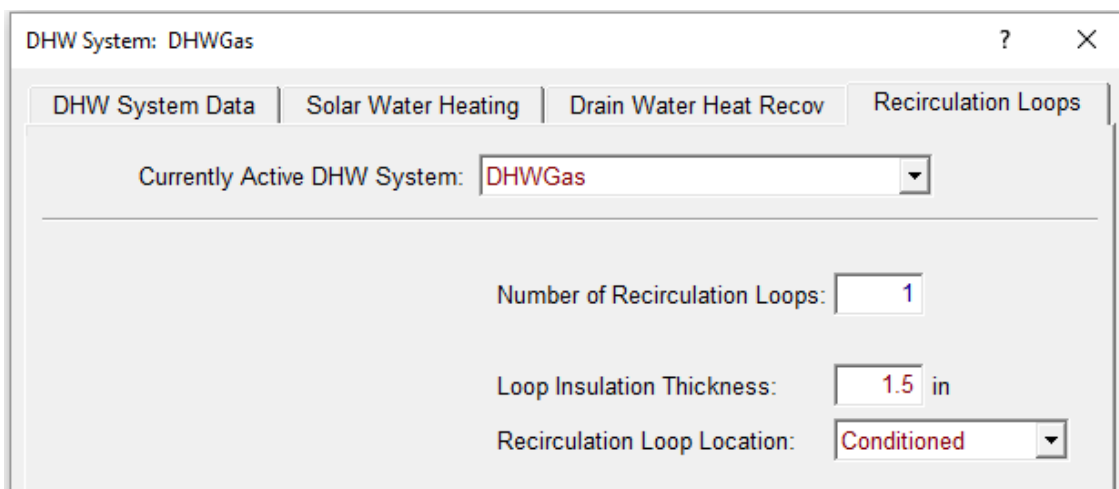 DHW System: DHWGas ? ×
DHW System Data Solar Water Heating Drain Water Heat Recov Recirculation Loops
Currently Active DHW System: DHWGas
Number of Recirculation Loops: 1
Loop Insulation Thickness: 1.5 in
Recirculation Loop Location: Conditioned